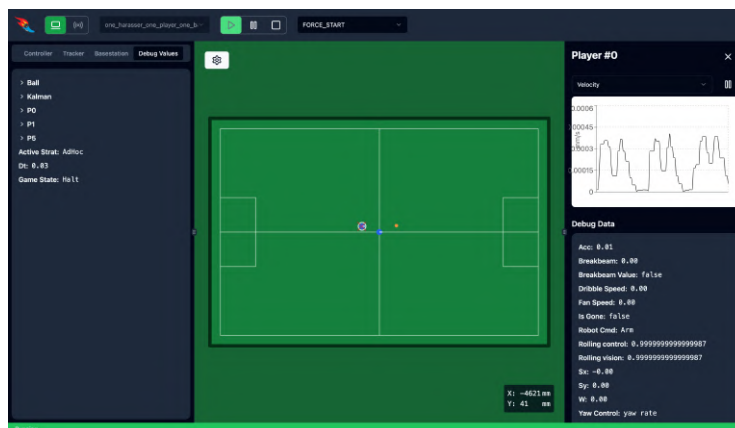 one_harasser_one_player_one_b
FORCE_START
Controller Tracker Basestation Debug Values
> Ball
> Kalman
> P0
> P1
> P5
Active Strat: AdHoc
Dt: 0.03
Game State: Halt
X: -4621 mm
Y: 41 mm
Player #0
Velocity
0.0006
0.00045
0.0003
0.00015
0
mm/s
Debug Data
Acc: 0.01
Breakbeam: 0.00
Breakbeam Value: false
Dribble Speed: 0.00
Fan Speed: 0.00
Is Gone: false
Robot Cmd: Arm
Rolling control: 0.9999999999999987
Rolling vision: 0.9999999999999987
Sx: -0.00
Sy: 0.00
W: 0.00
Yaw Control: yaw rate